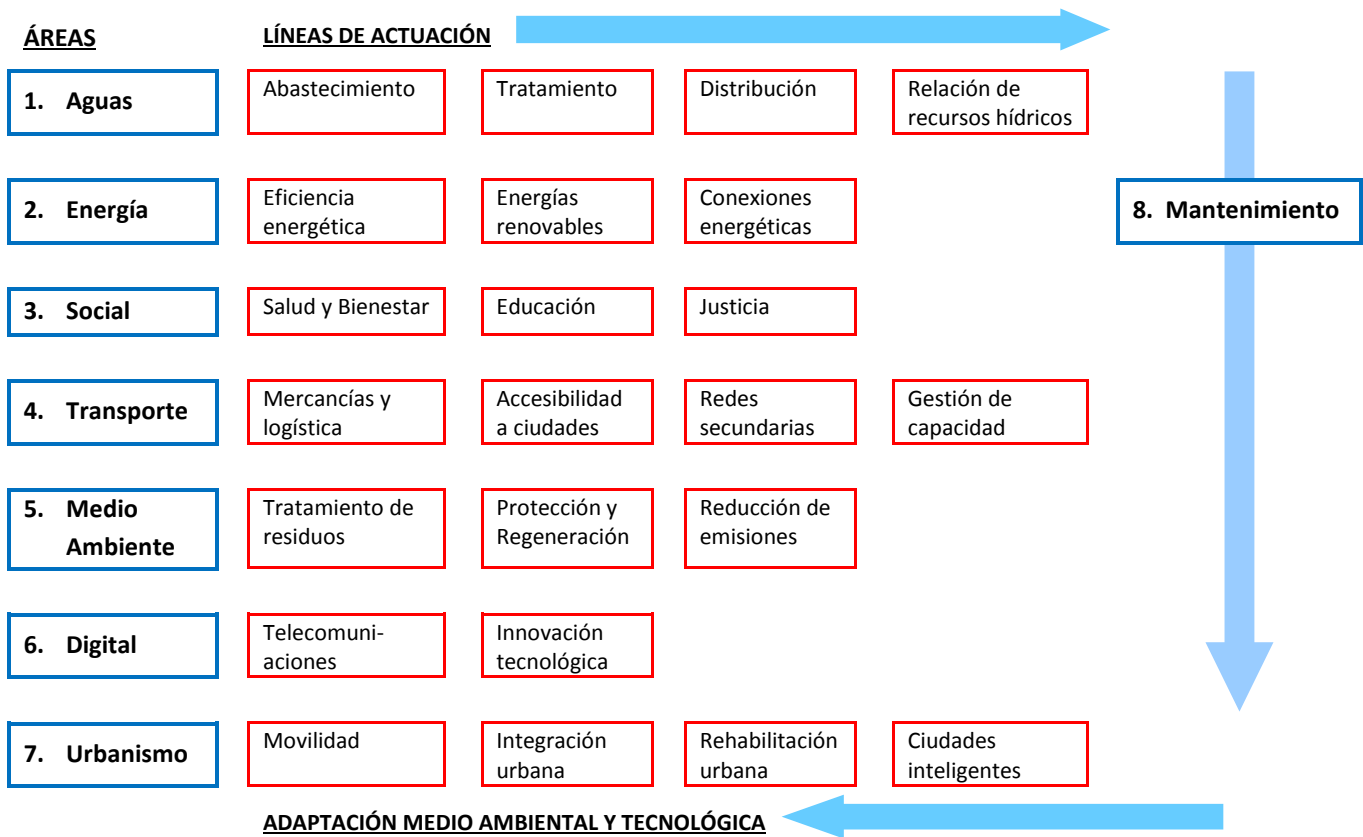 ÁREAS
LÍNEAS DE ACTUACIÓN
1. Aguas
Abastecimiento
Tratamiento
Distribución
Relación de
recursos hídricos
2. Energía
Eficiencia
energética
Energías
renovables
Conexiones
energéticas
8. Mantenimiento
3. Social
Salud y Bienestar
Educación
Justicia
4. Transporte
Mercancías y
logística
Accesibilidad
a ciudades
Redes
secundarias
Gestión de
capacidad
5. Medio
Ambiente
Tratamiento de
residuos
Protección y
Regeneración
Reducción de
emisiones
6. Digital
Telecomuni-
aciones
Innovación
tecnológica
7. Urbanismo
Movilidad
Integración
urbana
Rehabilitación
urbana
Ciudades
inteligentes
ADAPTACIÓN MEDIO AMBIENTAL Y TECNOLÓGICA